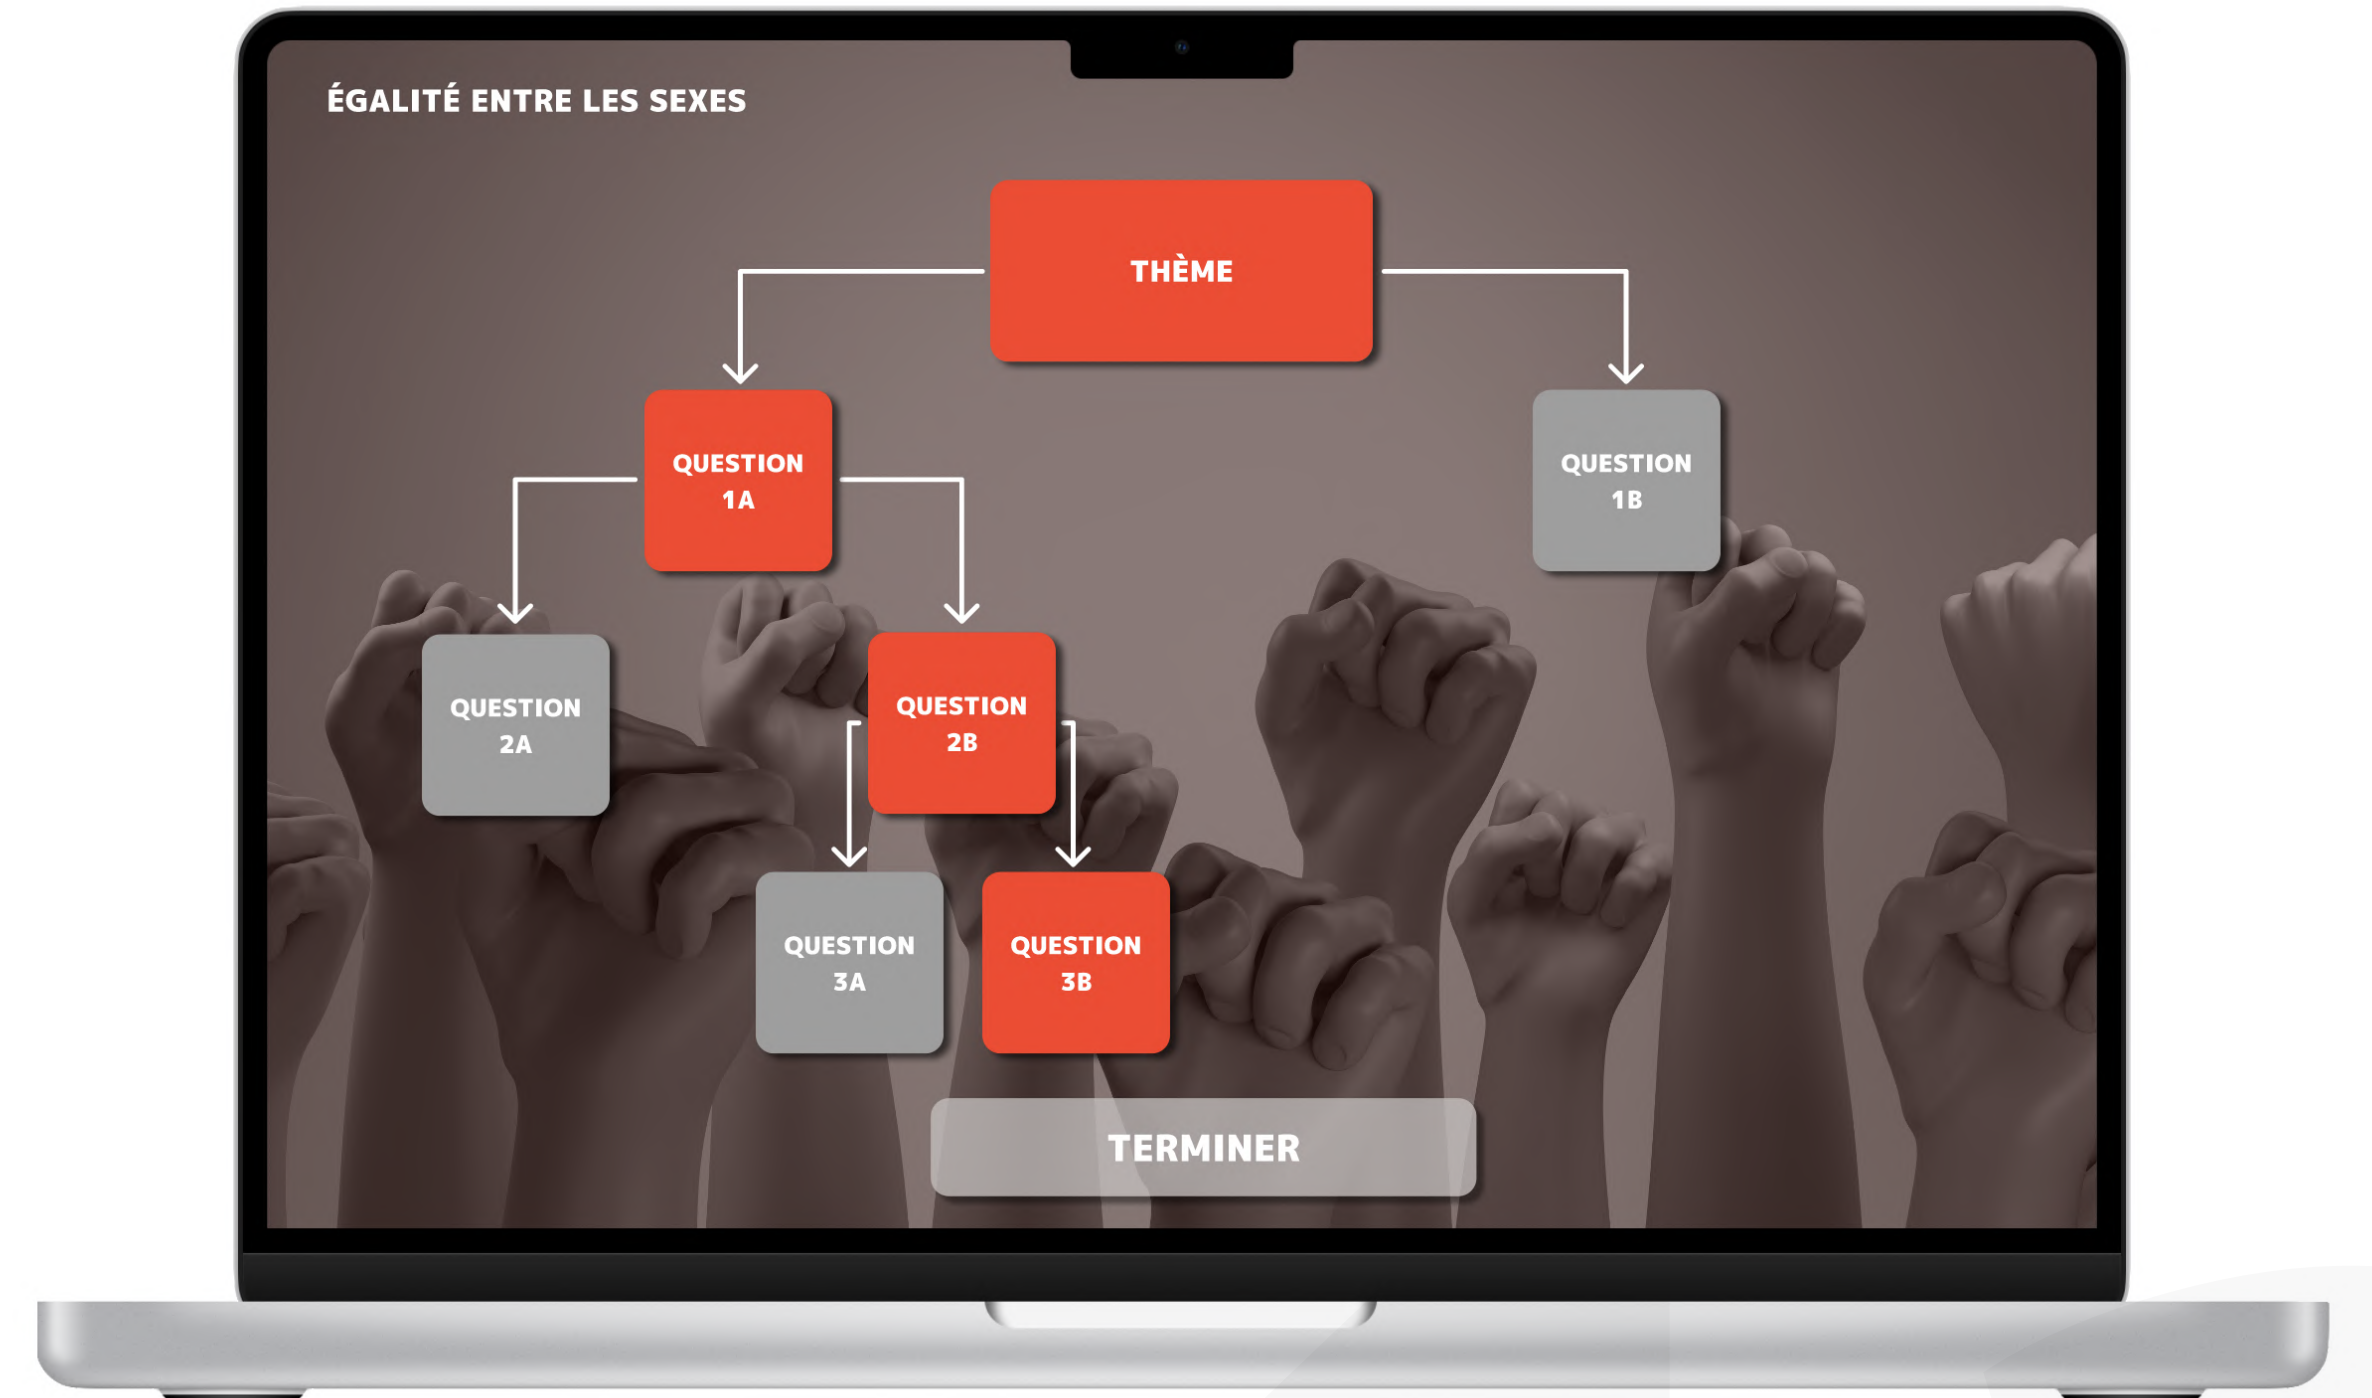 ÉGALITÉ ENTRE LES SEXES
THÈME
QUESTION
1A
QUESTION
1B
QUESTION
2A
QUESTION
2B
QUESTION
3A
QUESTION
3B
TERMINER